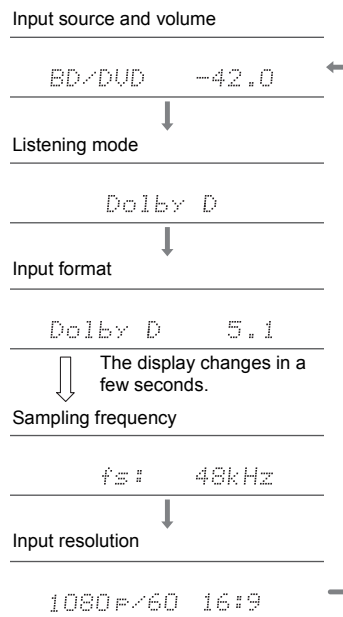 Input source and volume
BD/DVD -42.0
Listening mode
Dolby D
Input format
Dolby D 5.1
The display changes in a
few seconds.
Sampling frequency
fs: 48kHz
Input resolution
1080p/60 16:9